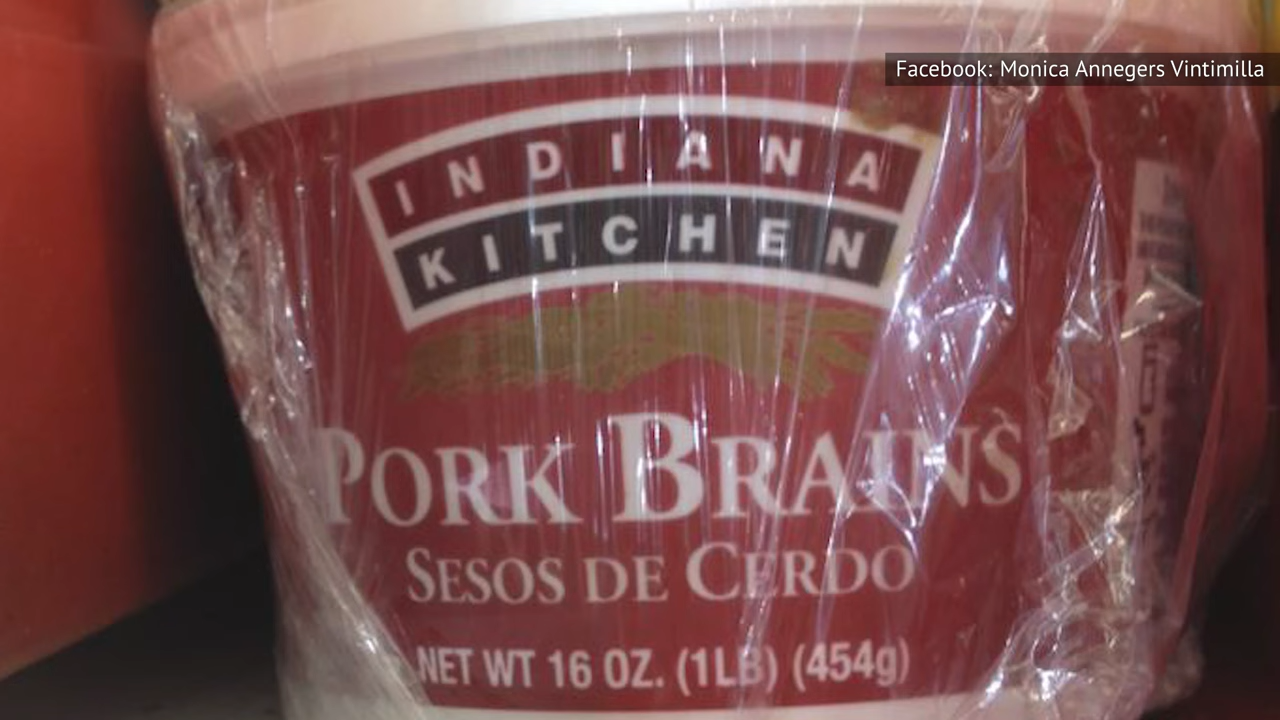 Facebook: Monica Annegers Vintimilla
INDIANA
KITCHEN
PORK BRAINS
SESOS DE CERDO
NET WT 16 OZ. (1LB) (454g)